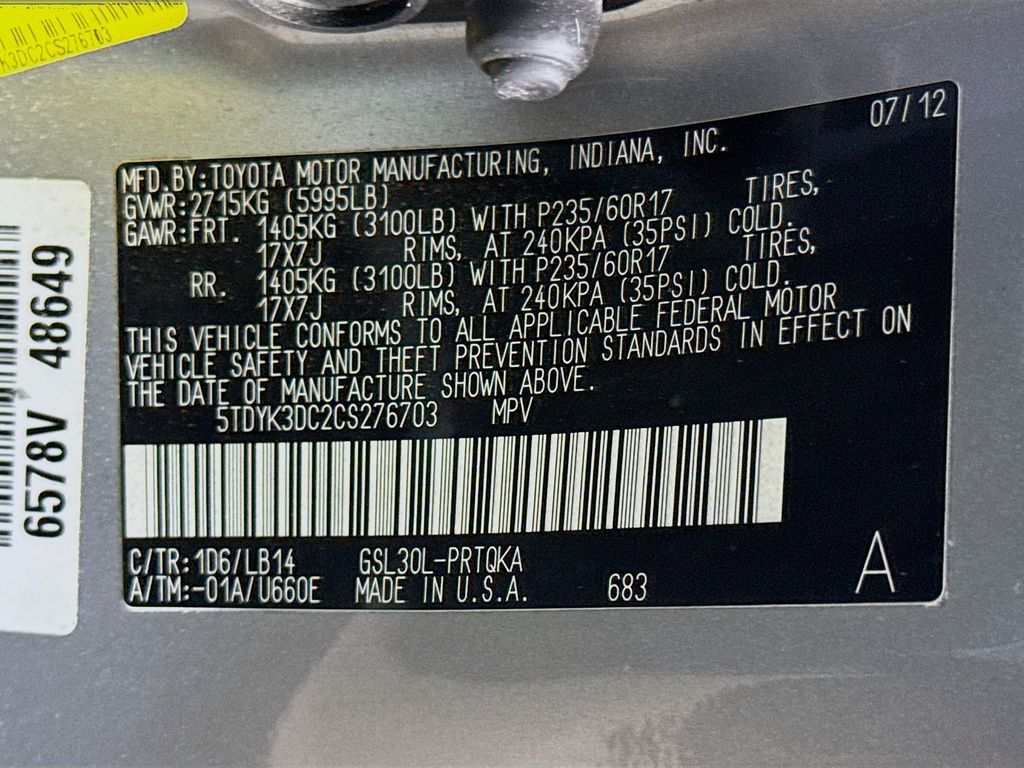 K3DC2CS276703
07/12
MFD.BY:TOYOTA MOTOR MANUFACTURING, INDIANA, INC.
GVWR:2715KG (5995LB)
GAWR:FRT. 1405KG (3100LB) WITH P235/60R17 TIRES,
17X7J RIMS, AT 240KPA (35PSI) COLD.
RR. 1405KG (3100LB) WITH P235/60R17 TIRES,
17X7J RIMS, AT 240KPA (35PSI) COLD.
THIS VEHICLE CONFORMS TO ALL APPLICABLE FEDERAL MOTOR
VEHICLE SAFETY AND THEFT PREVENTION STANDARDS IN EFFECT ON
THE DATE OF MANUFACTURE SHOWN ABOVE.
5TDYK3DC2CS276703 MPV
C/TR:1D6/LB14 GSL30L-PRTQKA
A/TM:-01A/U660E MADE IN U.S.A. 683
A
6578V 48649